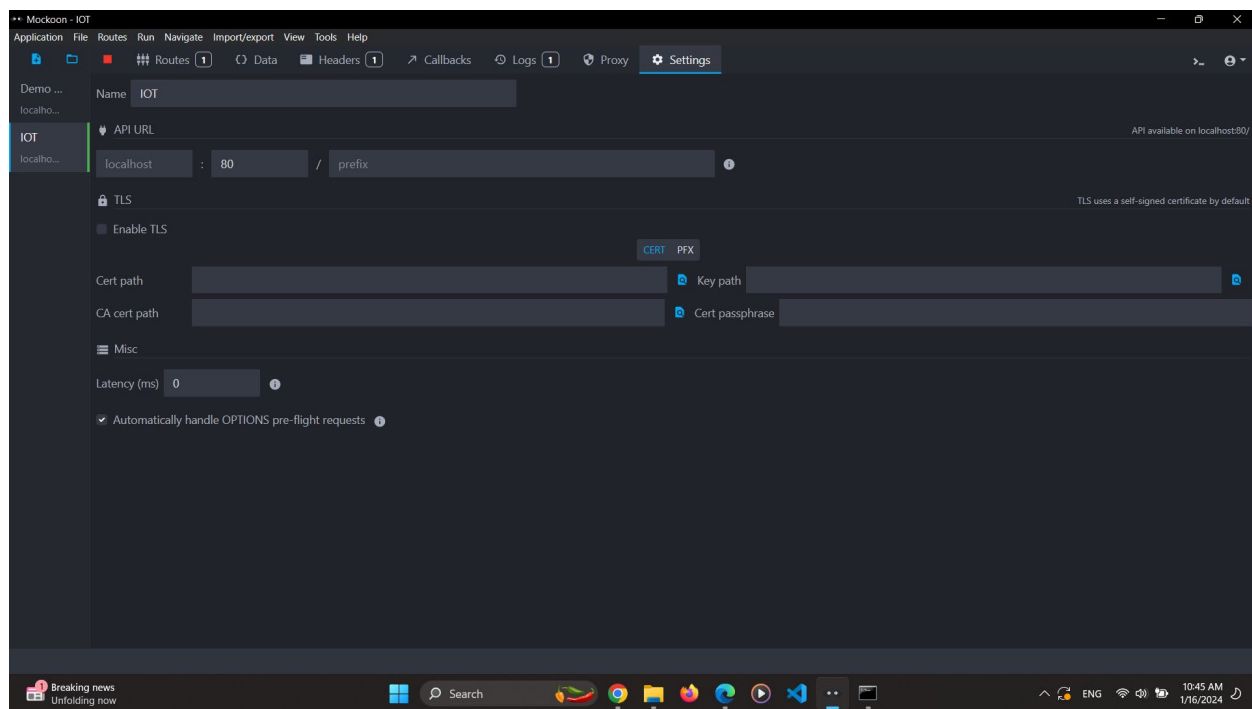 Mockoon - IOT
Application File Routes Run Navigate Import/export View Tools Help
Routes 1 Data Headers 1 Callbacks Logs 1 Proxy Settings
Demo ...
localho...
IOT
localho...
Name IOT
API URL API available on localhost:80/
localhost : 80 / prefix
TLS TLS uses a self-signed certificate by default
Enable TLS
CERT PFX
Cert path Key path
CA cert path Cert passphrase
Misc
Latency (ms) 0
Automatically handle OPTIONS pre-flight requests
1 Breaking news
Unfolding now
Search
ENG
10:45 AM
1/16/2024